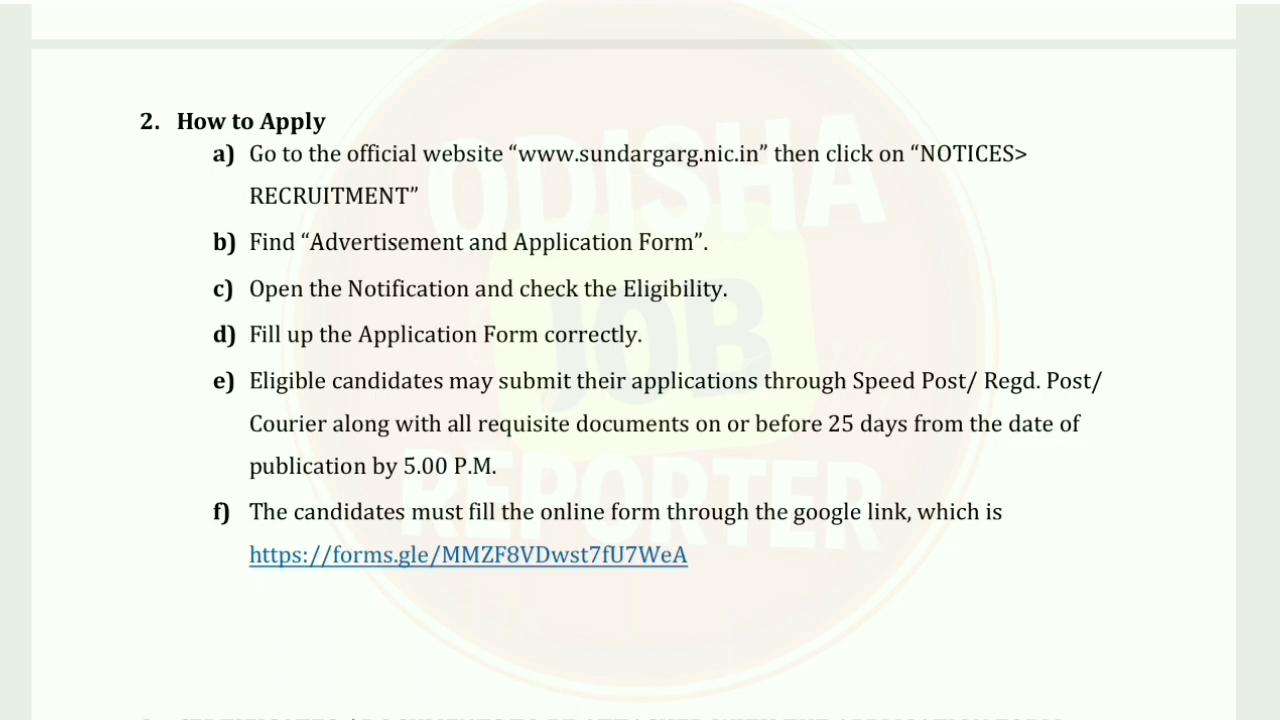 2. How to Apply
a) Go to the official website “www.sundargarg.nic.in” then click on “NOTICES>
RECRUITMENT”
b) Find “Advertisement and Application Form”.
c) Open the Notification and check the Eligibility.
d) Fill up the Application Form correctly.
e) Eligible candidates may submit their applications through Speed Post/ Regd. Post/
Courier along with all requisite documents on or before 25 days from the date of
publication by 5.00 P.M.
f) The candidates must fill the online form through the google link, which is
https://forms.gle/MMZF8VDwst7fU7WeA
ODISHA
JOB
REPORTER